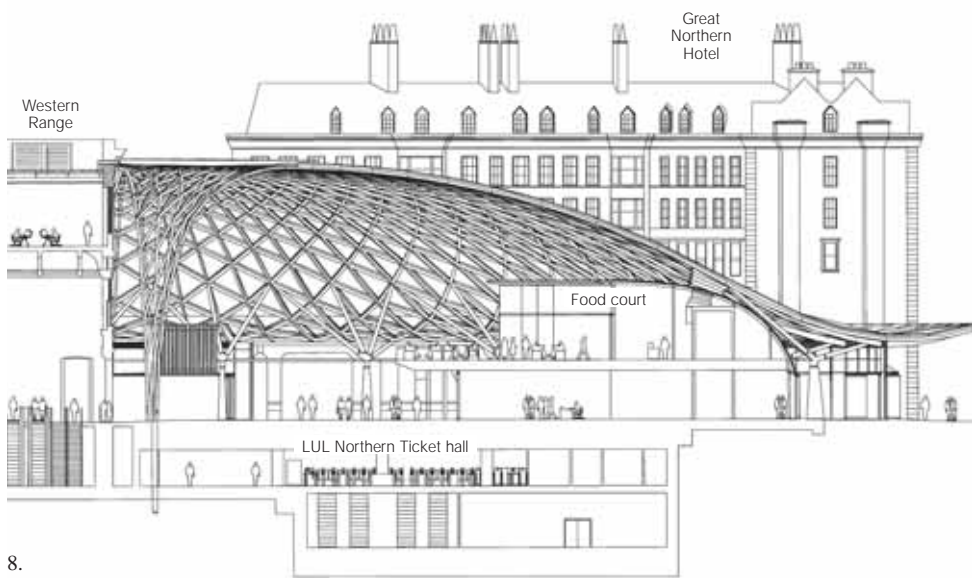 Great
Northern
Hotel
Western
Range
Food court
LUL Northern Ticket hall
8.